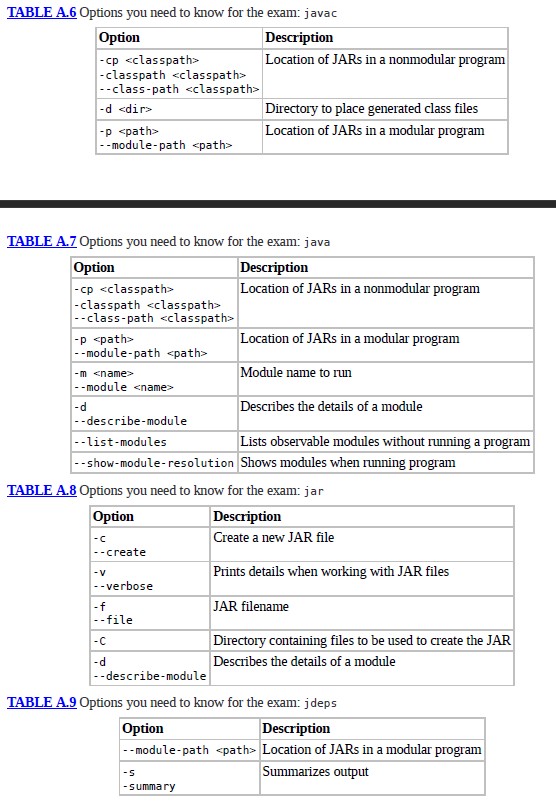 TABLE A.6 Options you need to know for the exam: javac
Option Description
-cp <classpath> Location of JARs in a nonmodular program
-classpath <classpath>
--class-path <classpath>
-d <dir> Directory to place generated class files
-p <path> Location of JARs in a modular program
--module-path <path>
TABLE A.7 Options you need to know for the exam: java
Option Description
-cp <classpath> Location of JARs in a nonmodular program
-classpath <classpath>
--class-path <classpath>
-p <path> Location of JARs in a modular program
--module-path <path>
-m <name> Module name to run
--module <name>
-d Describes the details of a module
--describe-module
--list-modules Lists observable modules without running a program
--show-module-resolution Shows modules when running program
TABLE A.8 Options you need to know for the exam: jar
Option Description
-c Create a new JAR file
--create
-v Prints details when working with JAR files
--verbose
-f JAR filename
--file
-C Directory containing files to be used to create the JAR
-d Describes the details of a module
--describe-module
TABLE A.9 Options you need to know for the exam: jdeps
Option Description
--module-path <path> Location of JARs in a modular program
-s Summarizes output
-summary